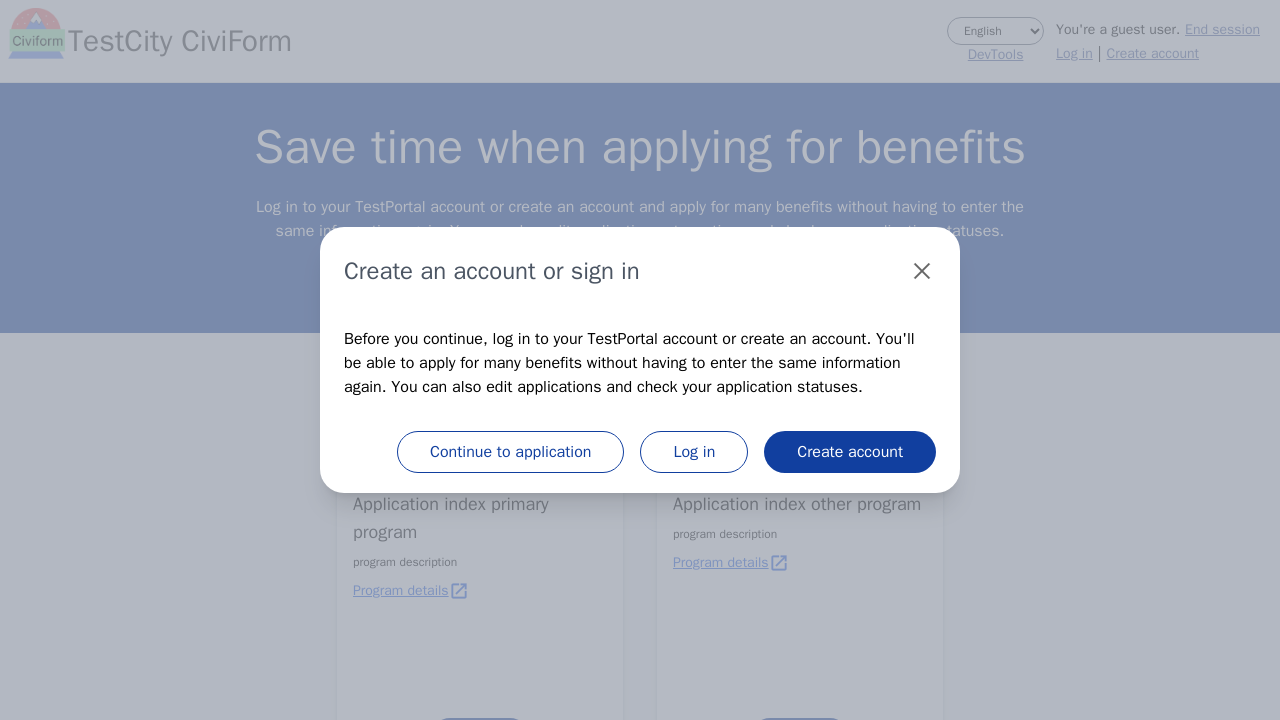 Civiform
TestCity CiviForm
English
You're a guest user. End session
DevTools
Log in | Create account
Save time when applying for benefits
Log in to your TestPortal account or create an account and apply for many benefits without having to enter the
same
statuses.
Create an account or sign in
Before you continue, log in to your TestPortal account or create an account. You'll
be able to apply for many benefits without having to enter the same information
again. You can also edit applications and check your application statuses.
Continue to application
Log in
Create account
Application index primary
program
program description
Program details
Application index other program
program description
Program details